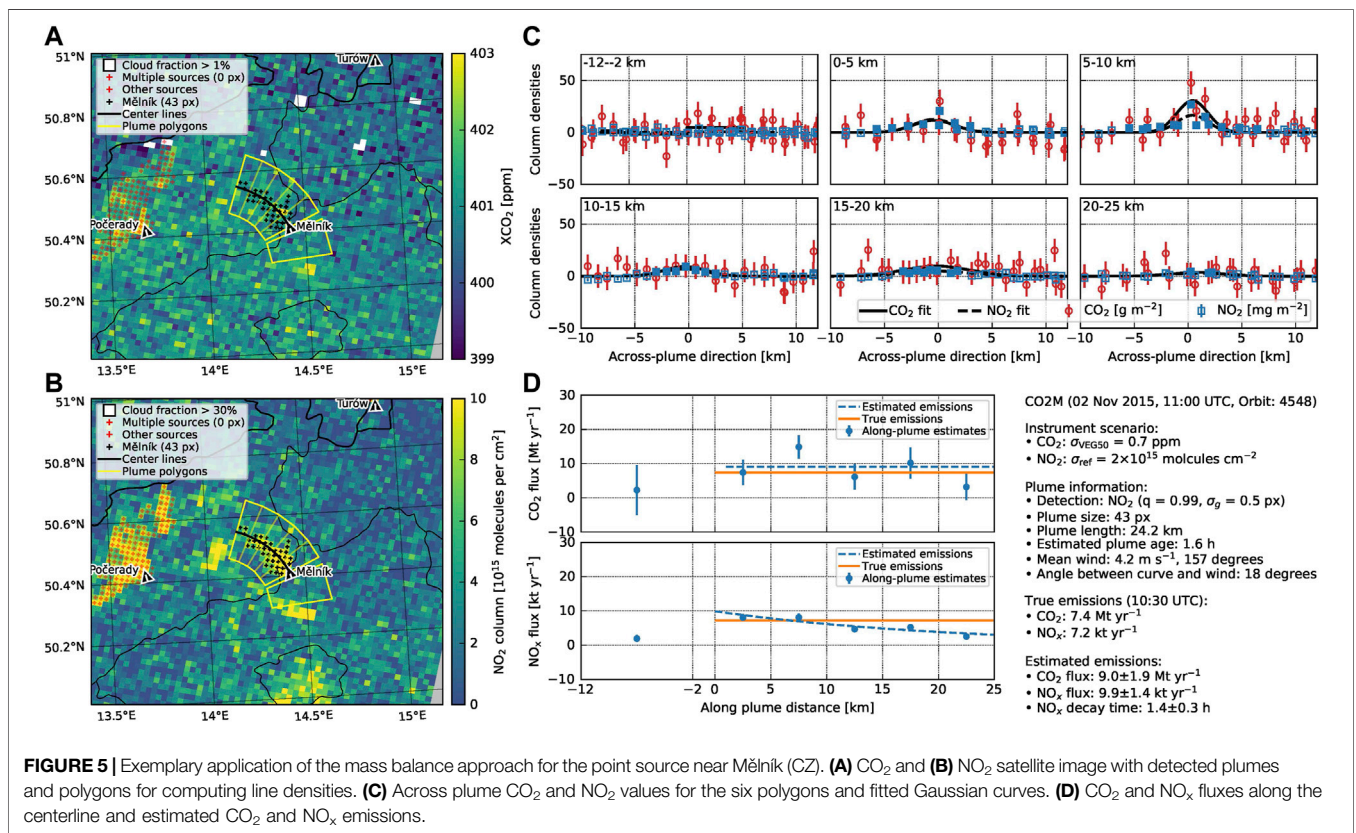 A
51°N
50.8°N
50.6°N
50.4°N
50.2°N
13.5°E
14°E
14.5°E
15°E
Cloud fraction > 1%
Multiple sources (0 px)
Other sources
Mělník (43 px)
Center lines
Plume polygons
Turów
Počerady
Mělník
403
402
401
400
399
XCO₂ [ppm]
B
51°N
50.8°N
50.6°N
50.4°N
50.2°N
13.5°E
14°E
14.5°E
15°E
Cloud fraction > 30%
Multiple sources (0 px)
Other sources
Mělník (43 px)
Center lines
Plume polygons
Turów
Počerady
Mělník
10
8
6
4
2
0
NO₂ column [10¹⁵ molecules per cm²]
C
Column densities
50
0
−50
-12--2 km
0-5 km
5-10 km
Column densities
50
0
−50
10-15 km
15-20 km
20-25 km
CO₂ fit
NO₂ fit
CO₂ [g m⁻²]
NO₂ [mg m⁻²]
−10 −5 0 5 10
−10 −5 0 5 10
−10 −5 0 5 10
Across-plume direction [km]
Across-plume direction [km]
Across-plume direction [km]
D
CO₂ flux [Mt yr⁻¹]
30
20
10
0
−10
Estimated emissions
True emissions
Along-plume estimates
NOₓ flux [kt yr⁻¹]
30
20
10
0
−10
Estimated emissions
True emissions
Along-plume estimates
−12 −2 0 5 10 15 20 25
Along plume distance [km]
CO2M (02 Nov 2015, 11:00 UTC, Orbit: 4548)
Instrument scenario:
• CO₂: σVEG50 = 0.7 ppm
• NO₂: σref = 2×10¹⁵ molcules cm⁻²
Plume information:
• Detection: NO₂ (q = 0.99, σg = 0.5 px)
• Plume size: 43 px
• Plume length: 24.2 km
• Estimated plume age: 1.6 h
• Mean wind: 4.2 m s⁻¹, 157 degrees
• Angle between curve and wind: 18 degrees
True emissions (10:30 UTC):
• CO₂: 7.4 Mt yr⁻¹
• NOₓ: 7.2 kt yr⁻¹
Estimated emissions:
• CO₂ flux: 9.0±1.9 Mt yr⁻¹
• NOₓ flux: 9.9±1.4 kt yr⁻¹
• NOₓ decay time: 1.4±0.3 h
FIGURE 5 | Exemplary application of the mass balance approach for the point source near Mělník (CZ). (A) CO₂ and (B) NO₂ satellite image with detected plumes
and polygons for computing line densities. (C) Across plume CO₂ and NO₂ values for the six polygons and fitted Gaussian curves. (D) CO₂ and NOₓ fluxes along the
centerline and estimated CO₂ and NOₓ emissions.